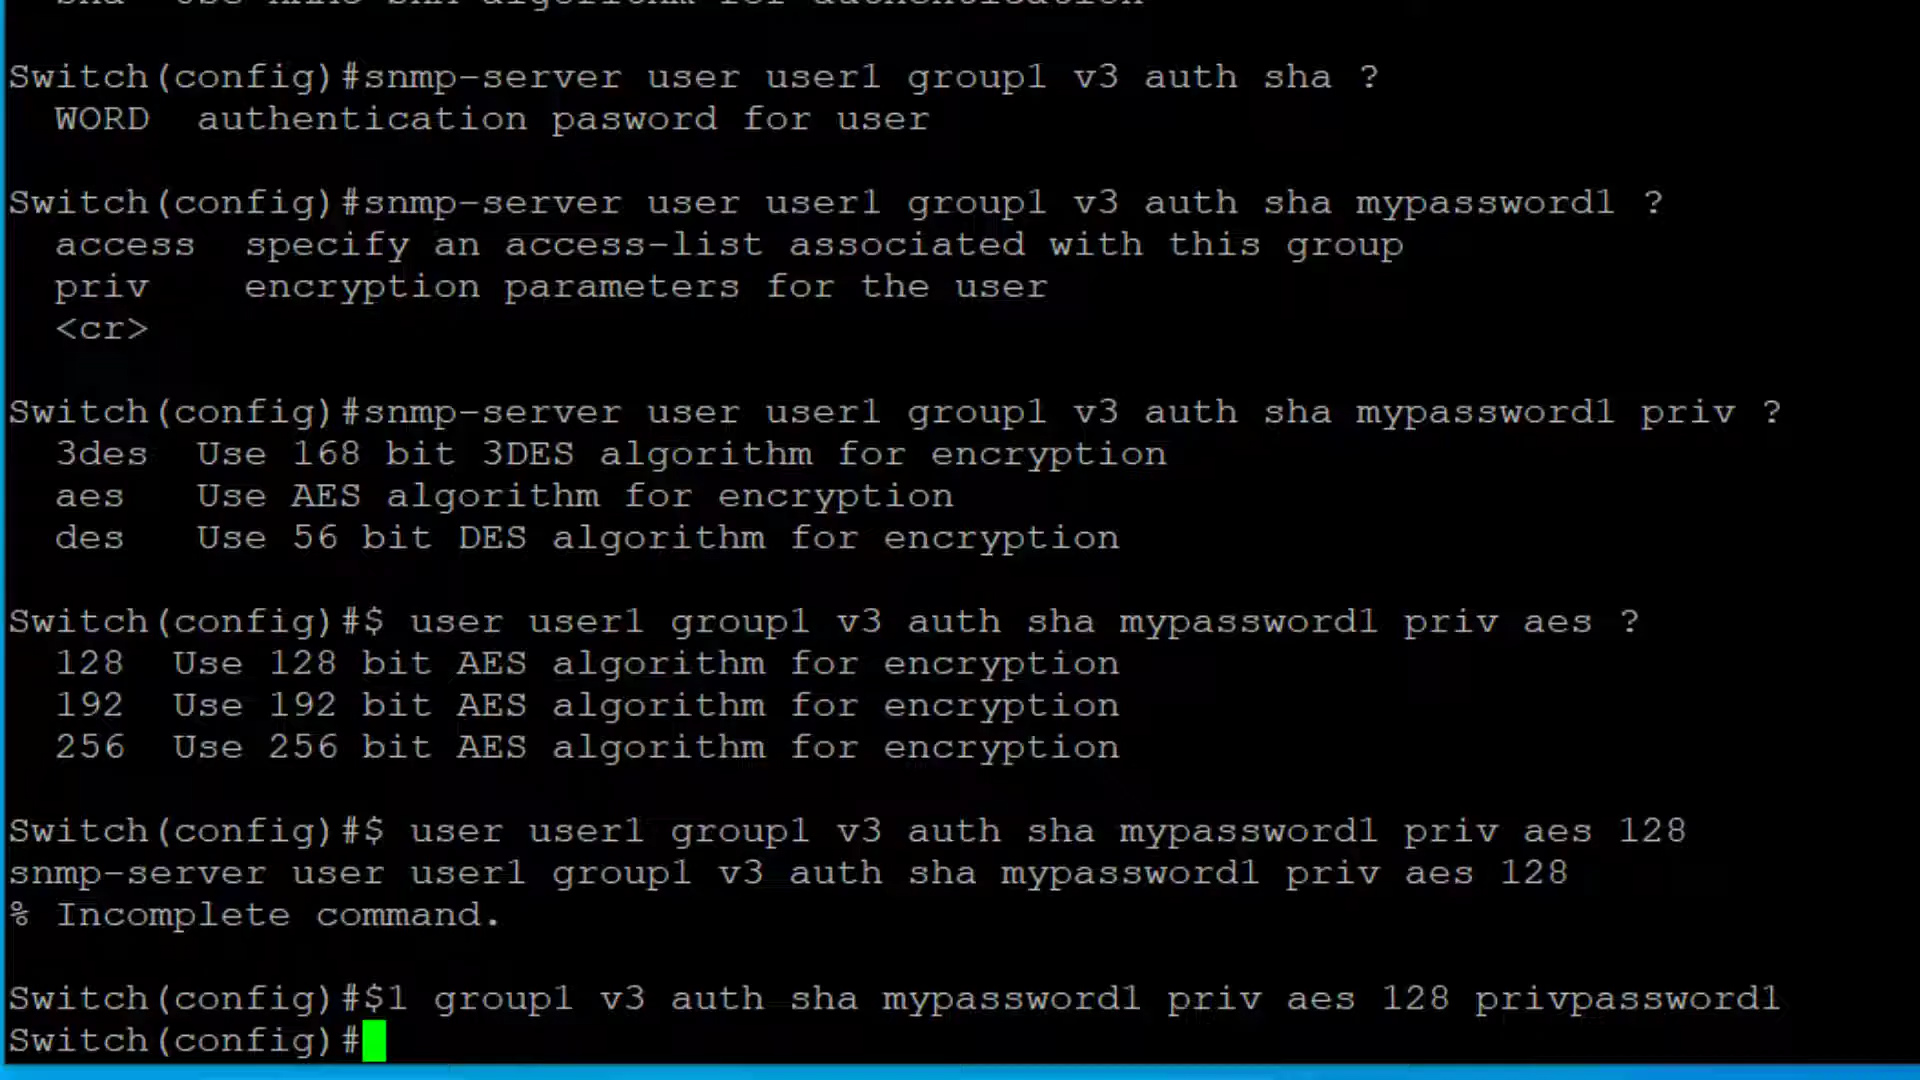 sha  Use HMAC SHA algorithm for authentication
Switch(config)#snmp-server user user1 group1 v3 auth sha ?
WORD  authentication pasword for user
Switch(config)#snmp-server user user1 group1 v3 auth sha mypassword1 ?
access  specify an access-list associated with this group
priv    encryption parameters for the user
<cr>
Switch(config)#snmp-server user user1 group1 v3 auth sha mypassword1 priv ?
3des  Use 168 bit 3DES algorithm for encryption
aes   Use AES algorithm for encryption
des   Use 56 bit DES algorithm for encryption
Switch(config)#$ user user1 group1 v3 auth sha mypassword1 priv aes ?
128  Use 128 bit AES algorithm for encryption
192  Use 192 bit AES algorithm for encryption
256  Use 256 bit AES algorithm for encryption
Switch(config)#$ user user1 group1 v3 auth sha mypassword1 priv aes 128
snmp-server user user1 group1 v3 auth sha mypassword1 priv aes 128
% Incomplete command.
Switch(config)#$1 group1 v3 auth sha mypassword1 priv aes 128 privpassword1
Switch(config)#